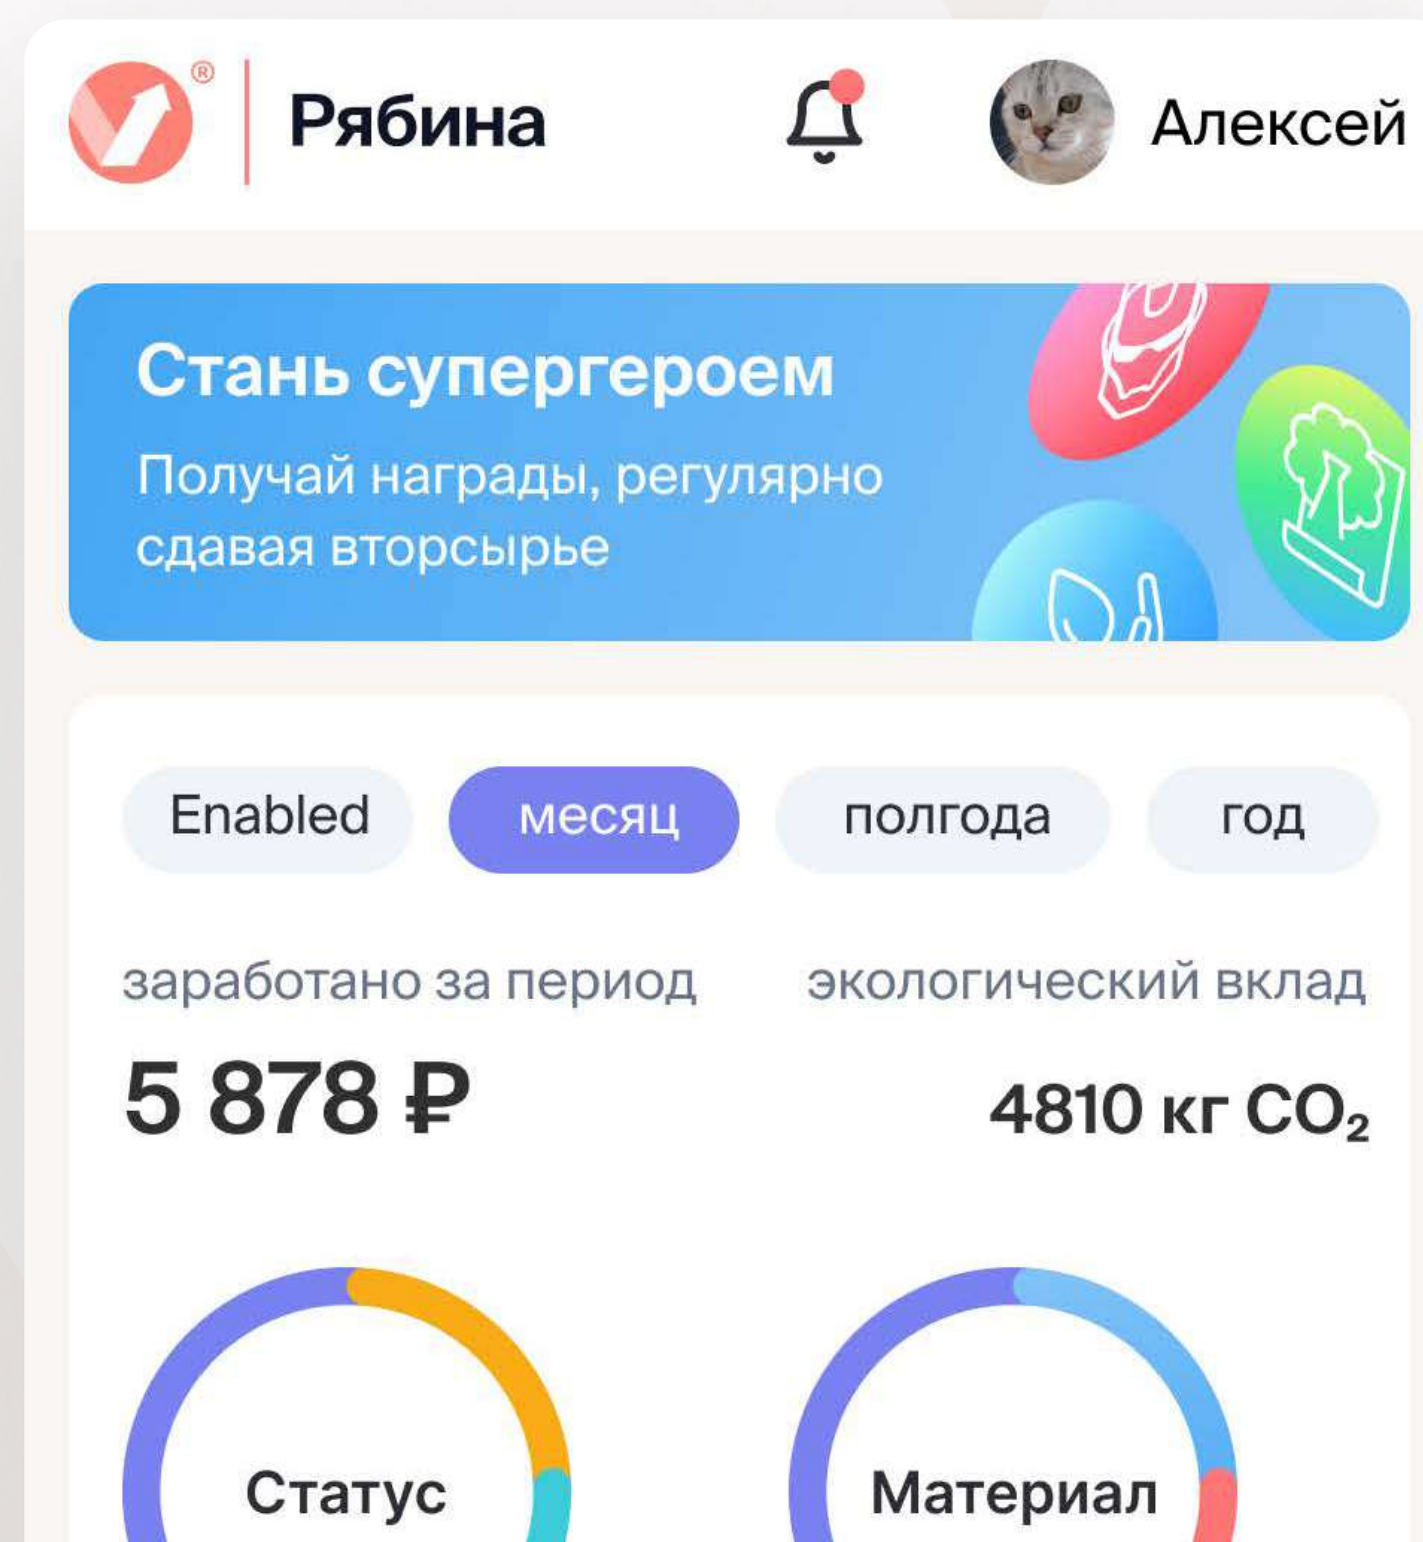 ®
Рябина
Алексей
Стань супергероем
Получай награды, регулярно
сдавая вторсырье
Enabled
месяц
полгода
год
заработано за период
экологический вклад
5 878 ₽
4810 кг CO₂
Статус
Материал